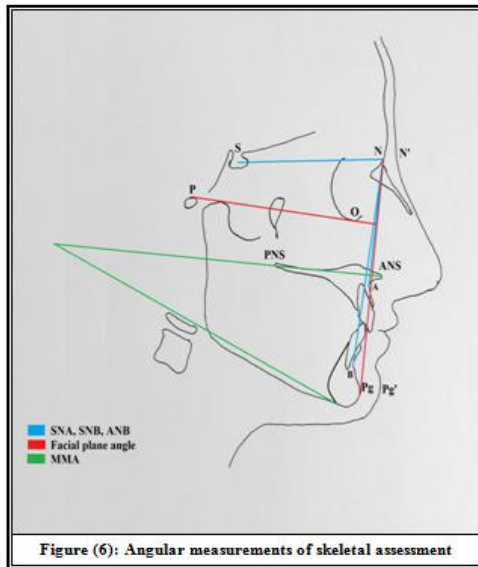 S
N
N'
P
O
PNS
ANS
A
B
Pg
Pg'
SNA, SNB, ANB
Facial plane angle
MMA
Figure (6): Angular measurements of skeletal assessment